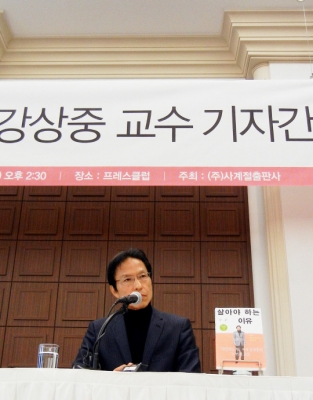 강상중 교수 기자간
오후 2:30 | 장소 : 프레스클럽 | 주최 : (주)사계절출판사
살아야 하는
이유